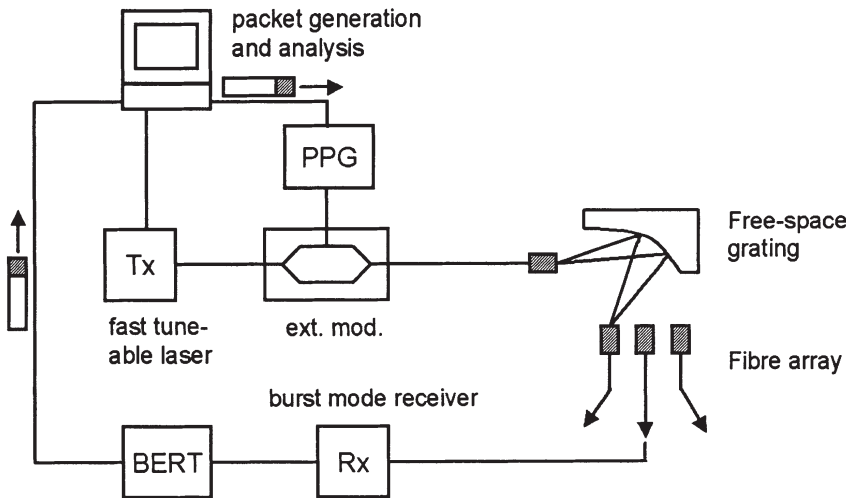 packet generation
and analysis
PPG
Free-space
grating
Tx
fast tune-
able laser
ext. mod.
Fibre array
burst mode receiver
BERT
Rx